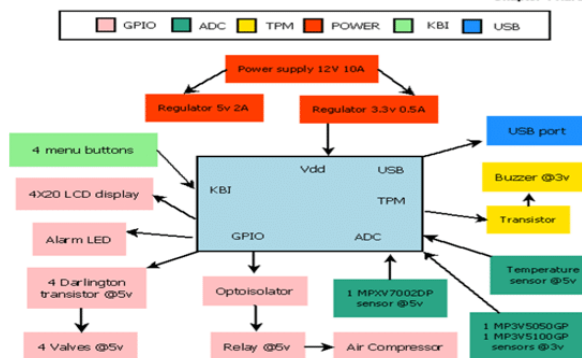 GPIO ADC TPM POWER KBI USB
Power supply 12V 10A
Regulator 5v 2A
Regulator 3.3v 0.5A
USB port
4 menu buttons
Vdd
USB
Buzzer @3v
KBI
4X20 LCD display
TPM
Transistor
Alarm LED
GPIO
ADC
4 Darlington
transistor @5v
Optoisolator
1 MPXV7002DP
sensor @5v
Temperature
sensor @5v
4 Valves @5v
Relay @5v
Air Compressor
1 MP3V5050GP
1 MP3V5100GP
sensors @3v